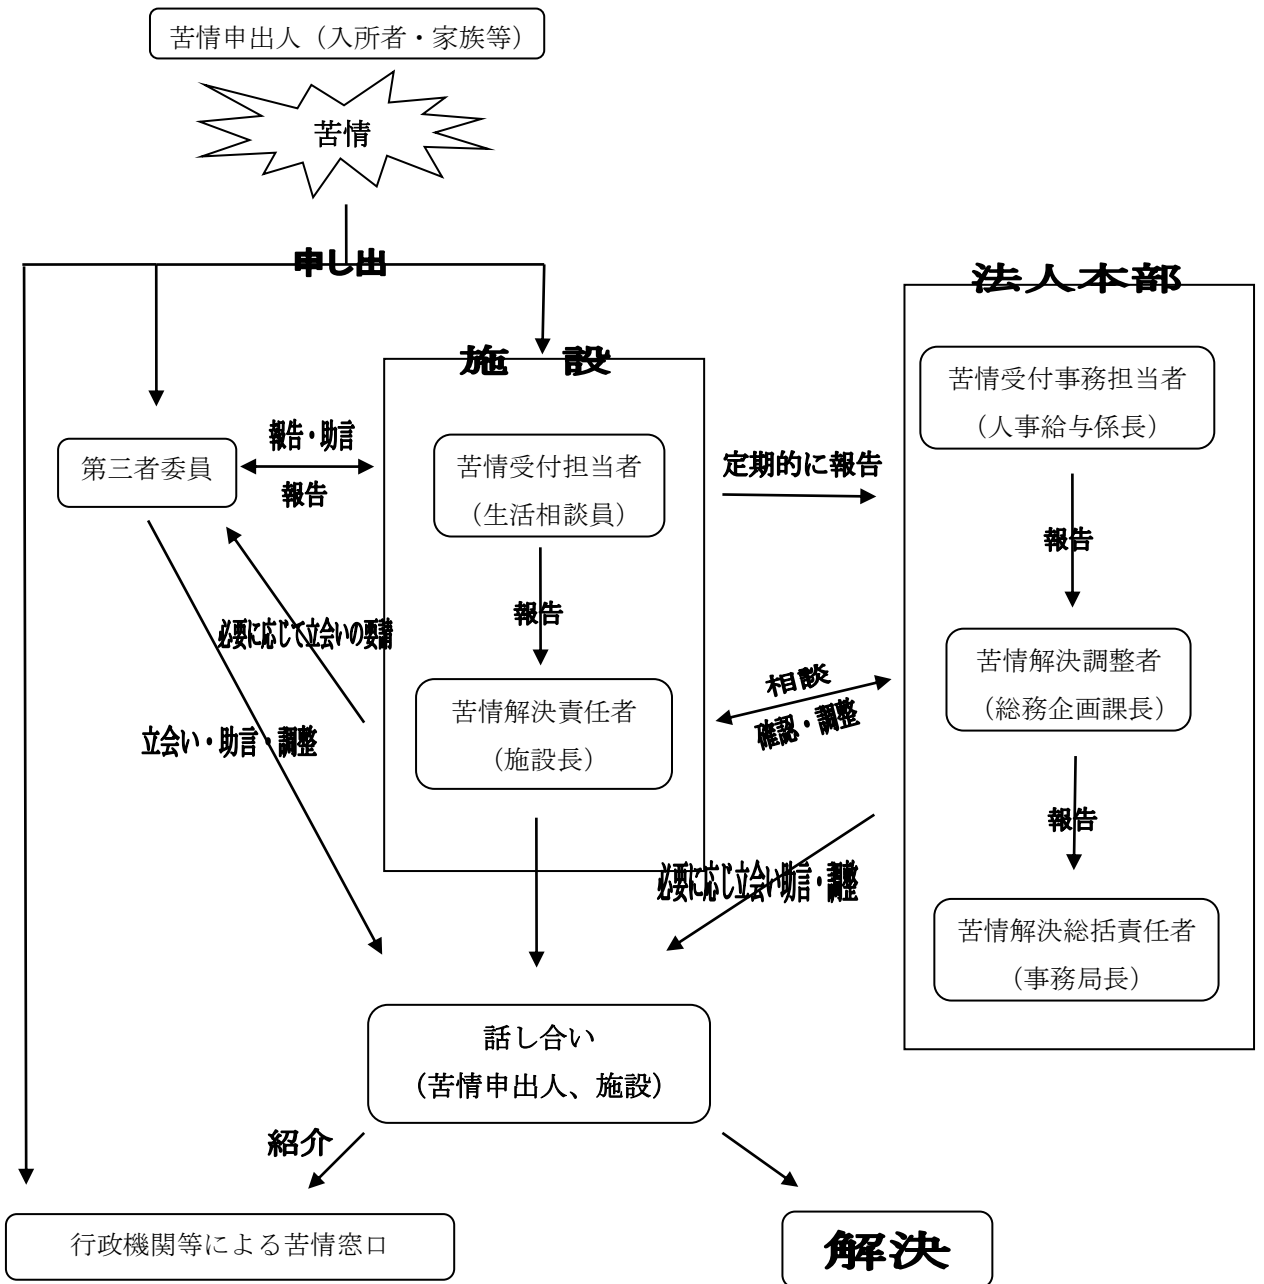 苦情申出人（入所者・家族等）
苦情
申し出
法人本部
施　設
苦情受付事務担当者
（人事給与係長）
報告・助言
第三者委員
報告
苦情受付担当者
（生活相談員）
定期的に報告
報告
報告
必要に応じて立会いの要請
苦情解決調整者
（総務企画課長）
相談
確認・調整
苦情解決責任者
（施設長）
立会い・助言・調整
報告
必要に応じ立会い助言・調整
苦情解決総括責任者
（事務局長）
話し合い
（苦情申出人、施設）
紹介
行政機関等による苦情窓口
解決